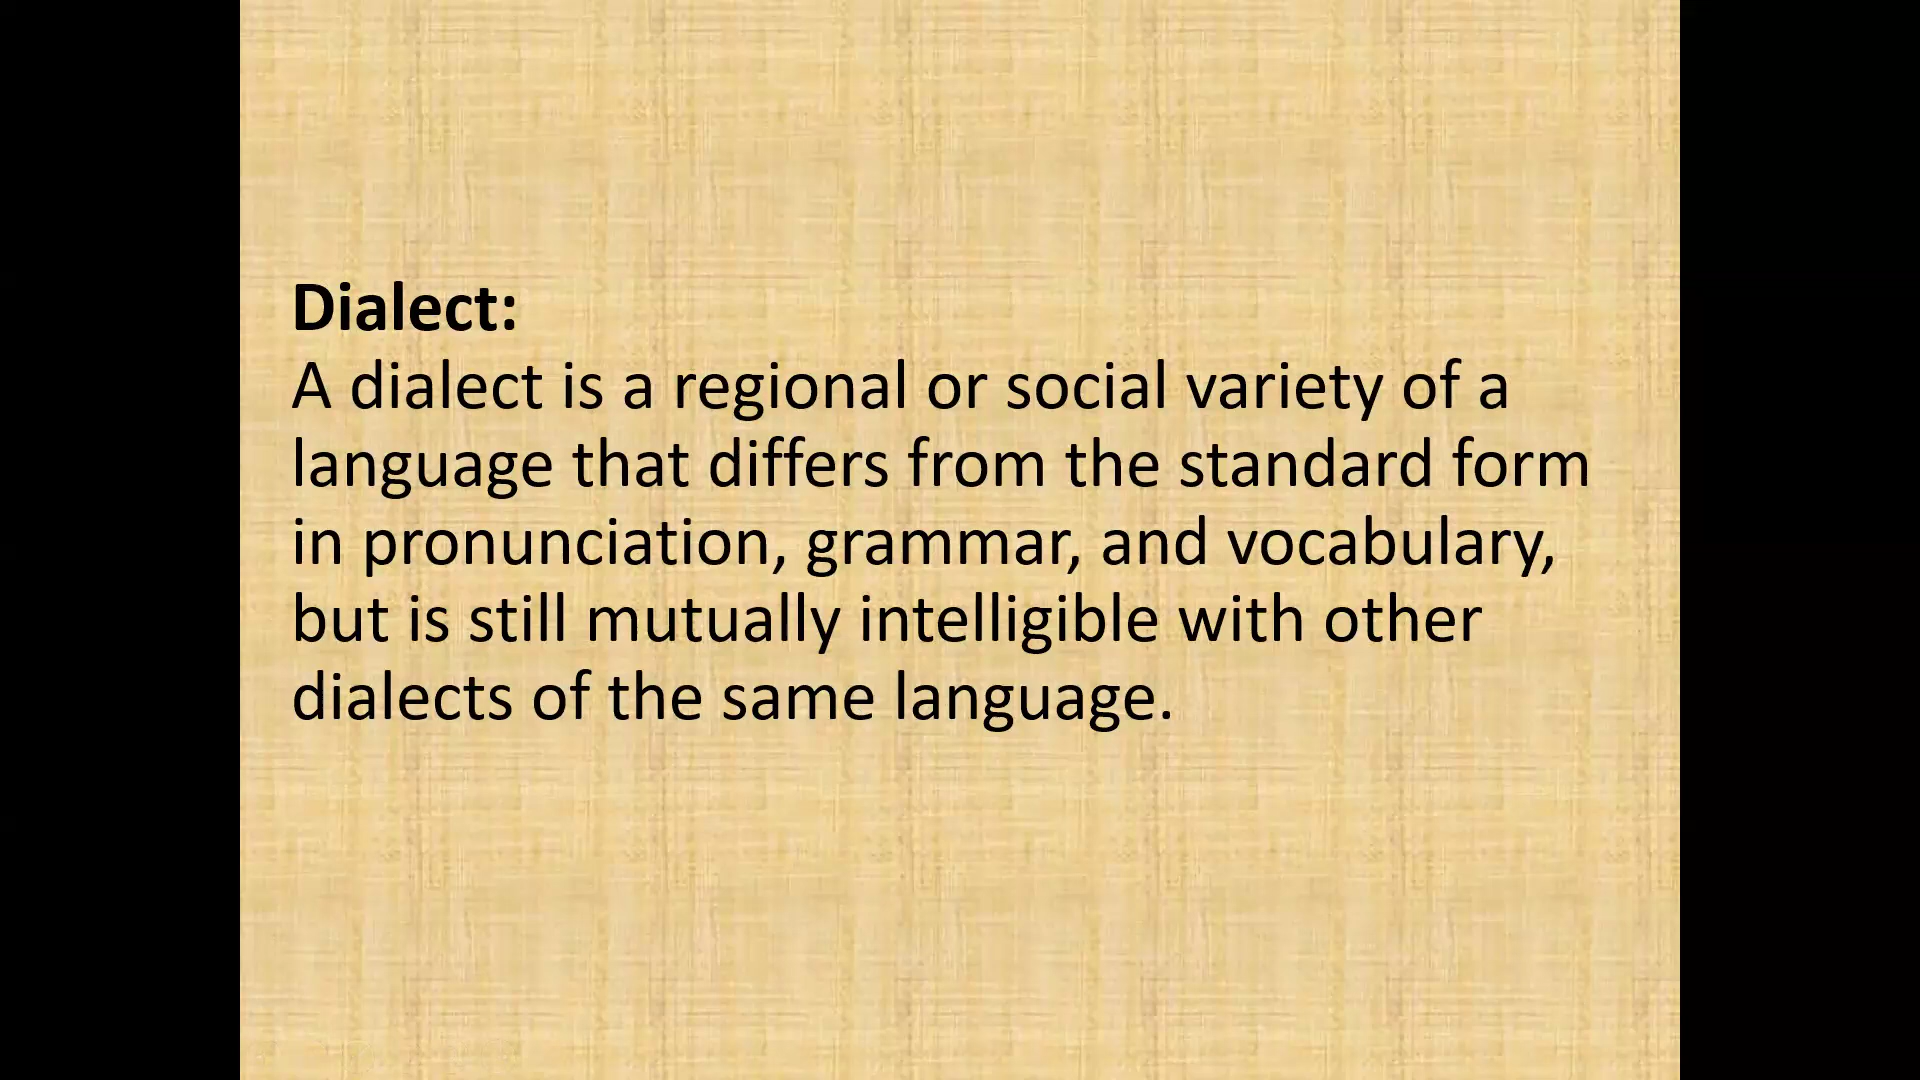 Dialect:
A dialect is a regional or social variety of a
language that differs from the standard form
in pronunciation, grammar, and vocabulary,
but is still mutually intelligible with other
dialects of the same language.